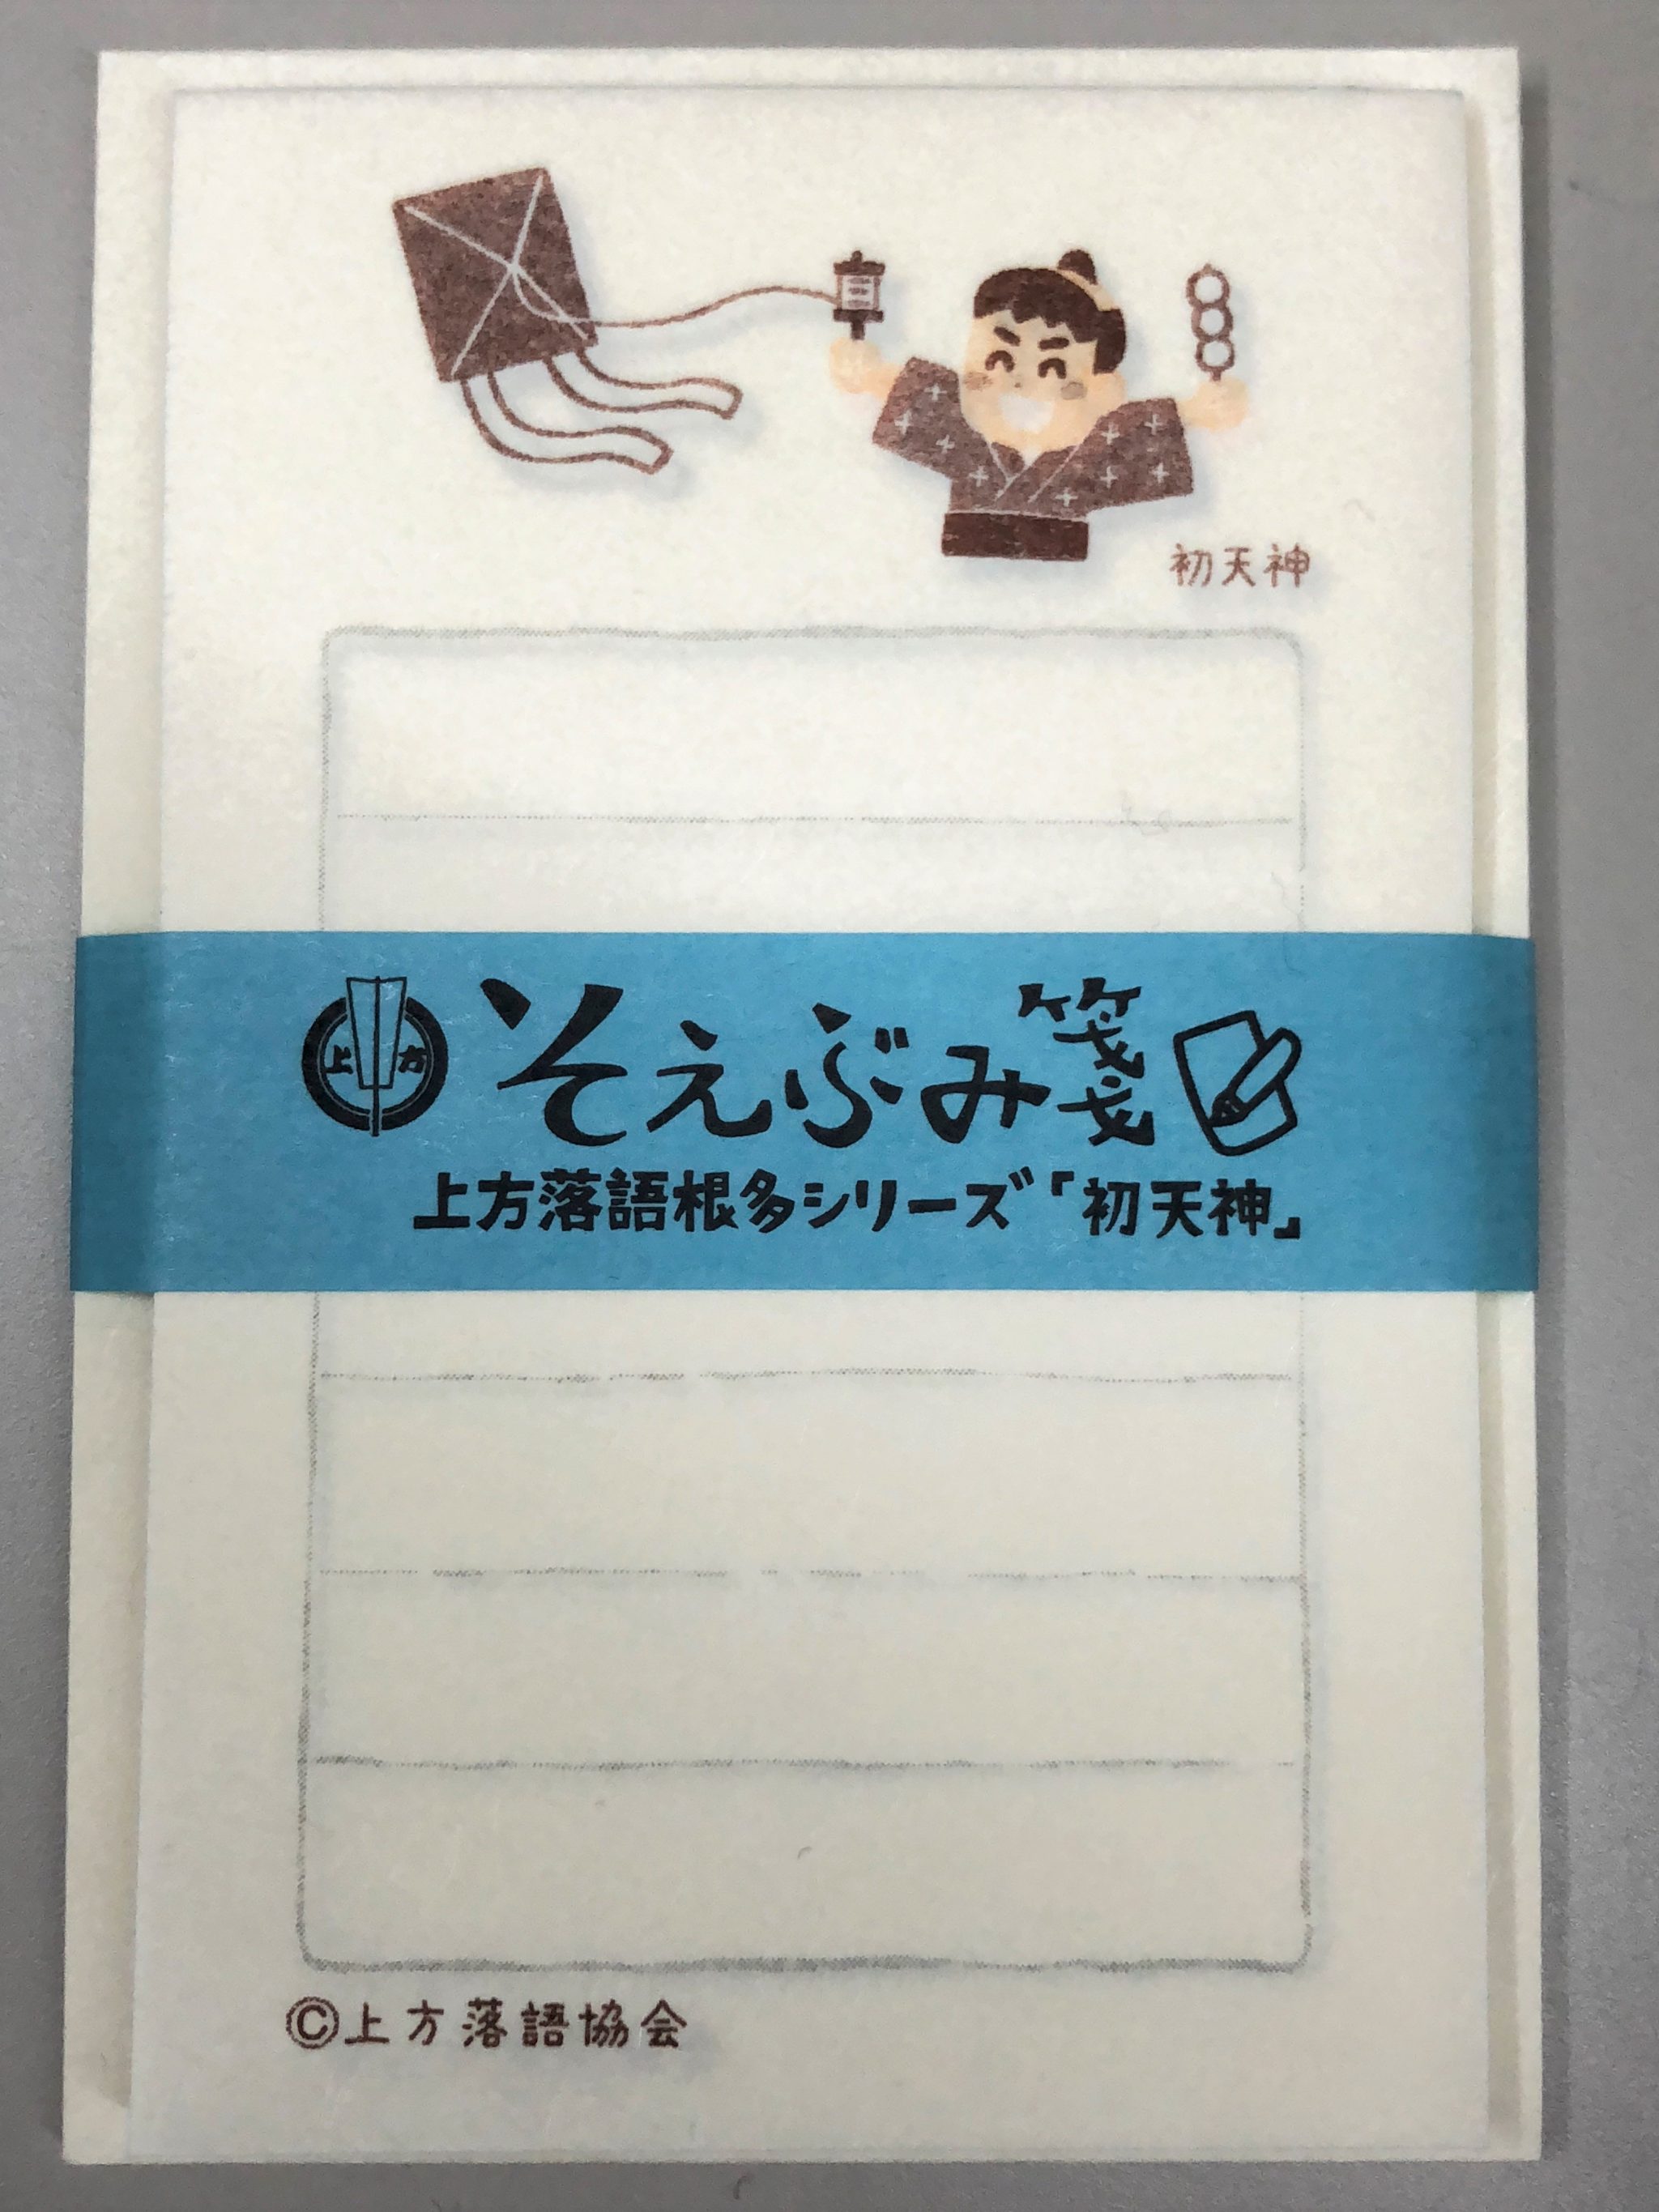 初天神
上方 そえぶみ箋
上方落語根多シリーズ「初天神」
©上方落語協会